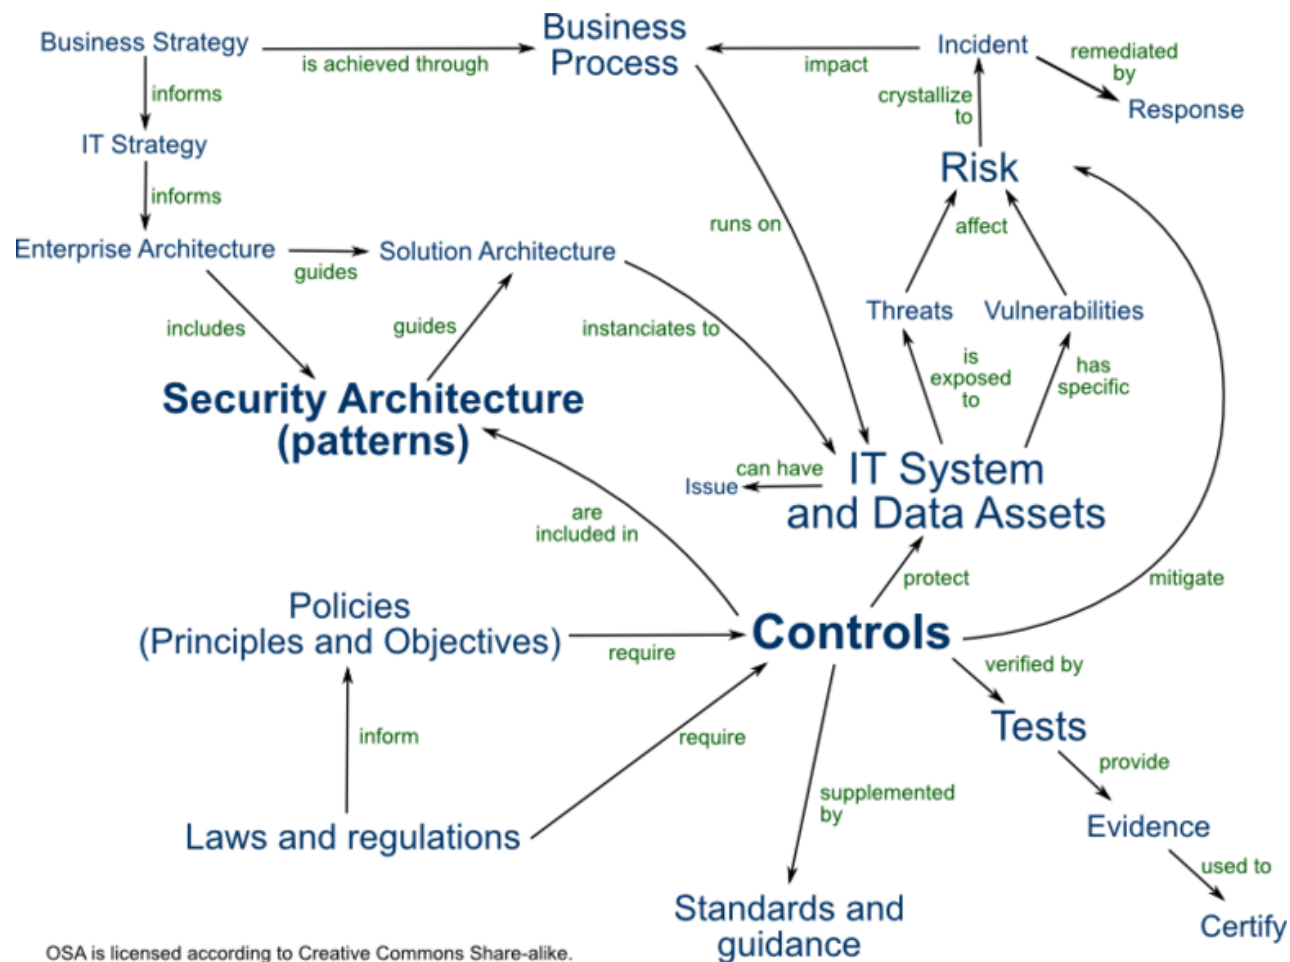 Business Strategy
is achieved through
Business
Process
impact
Incident
remediated
by
Response
informs
crystallize
to
IT Strategy
Risk
informs
runs on
affect
Enterprise Architecture
guides
Solution Architecture
includes
guides
instanciates to
Threats
Vulnerabilities
is
exposed
to
has
specific
Security Architecture
(patterns)
can have
Issue
IT System
and Data Assets
are
included in
protect
mitigate
Policies
(Principles and Objectives)
require
Controls
verified by
inform
require
Tests
provide
supplemented
by
Laws and regulations
Evidence
used to
Standards and
guidance
Certify
OSA is licensed according to Creative Commons Share-alike.